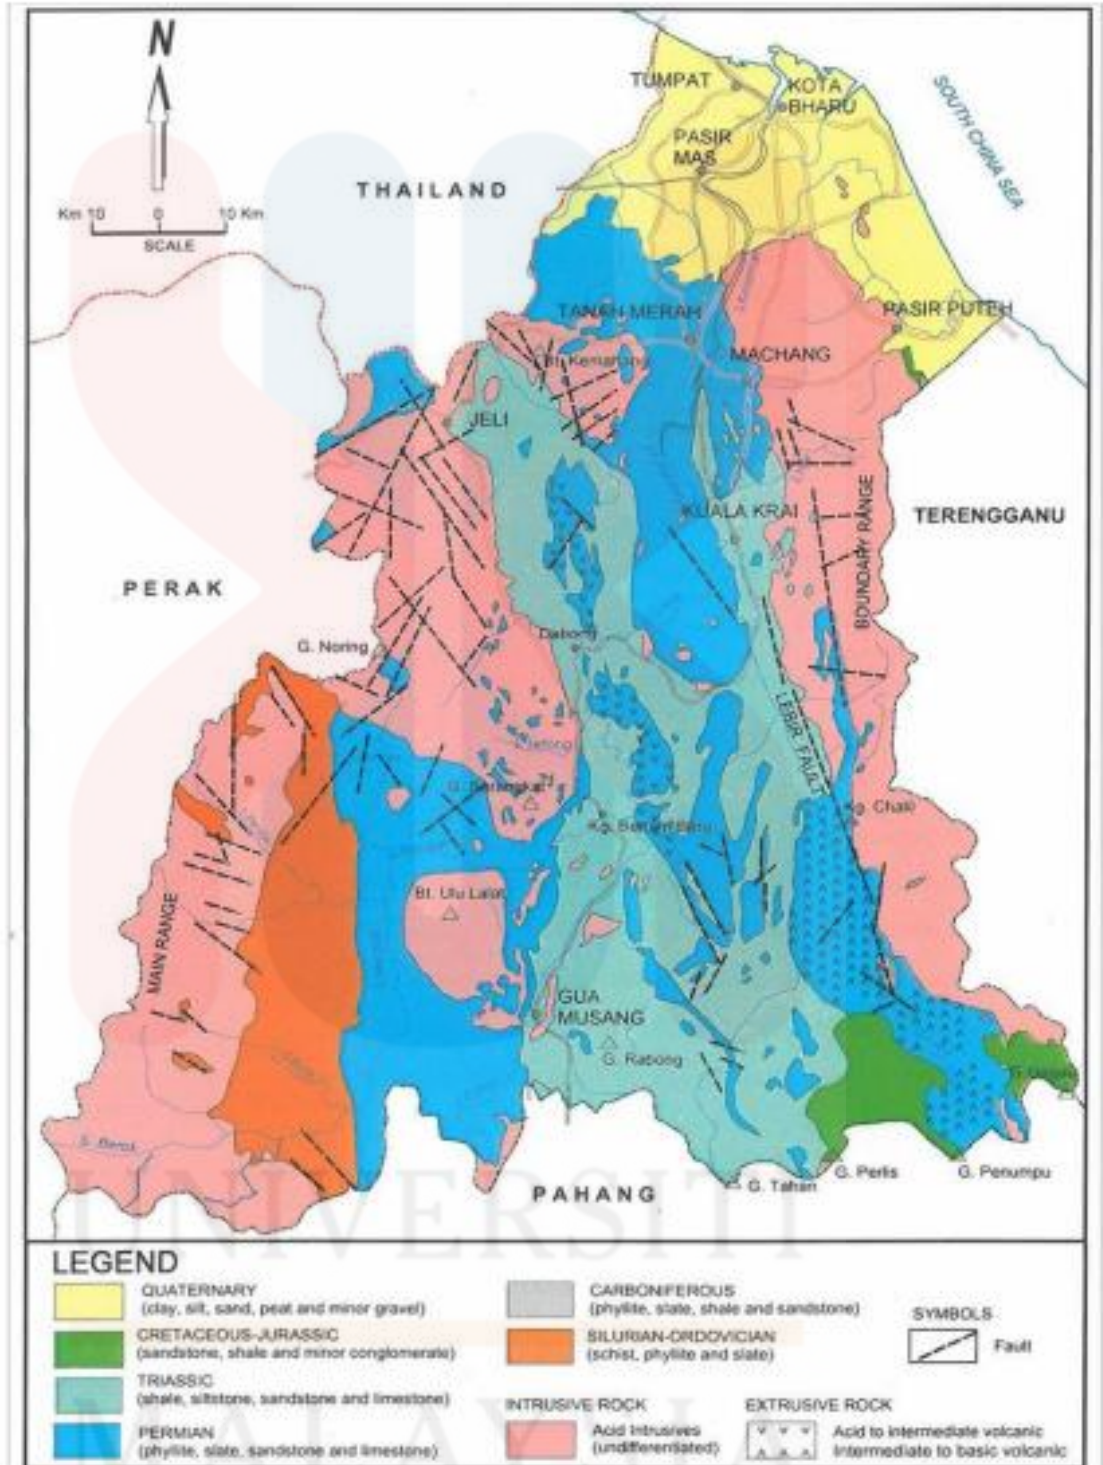 N
Km 10 0 10 Km
SCALE
THAILAND
SOUTH CHINA SEA
TUMPAT
KOTA
BHARU
PASIR
MAS
TANAH MERAH
PASIR PUTEH
MACHANG
Bt. Kemahang
JELI
KUALA KRAI
BOUNDARY RANGE
TERENGGANU
PERAK
G. Noring
Dabong
LEBIR FAULT
Kg. Bertam Baru
Bt. Ulu Lalat
MAIN RANGE
GUA
MUSANG
G. Rabong
PAHANG
G. Tahan
G. Perlis
G. Penumpu
UNIVERSITI
LEGEND
QUATERNARY
(clay, silt, sand, peat and minor gravel)
CRETACEOUS-JURASSIC
(sandstone, shale and minor conglomerate)
TRIASSIC
(shale, siltstone, sandstone and limestone)
PERMIAN
(phyllite, slate, sandstone and limestone)
CARBONIFEROUS
(phyllite, slate, shale and sandstone)
SILURIAN-ORDOVICIAN
(schist, phyllite and slate)
INTRUSIVE ROCK
Acid Intrusives
(undifferentiated)
EXTRUSIVE ROCK
Acid to intermediate volcanic
Intermediate to basic volcanic
SYMBOLS
Fault
MALAYSIA